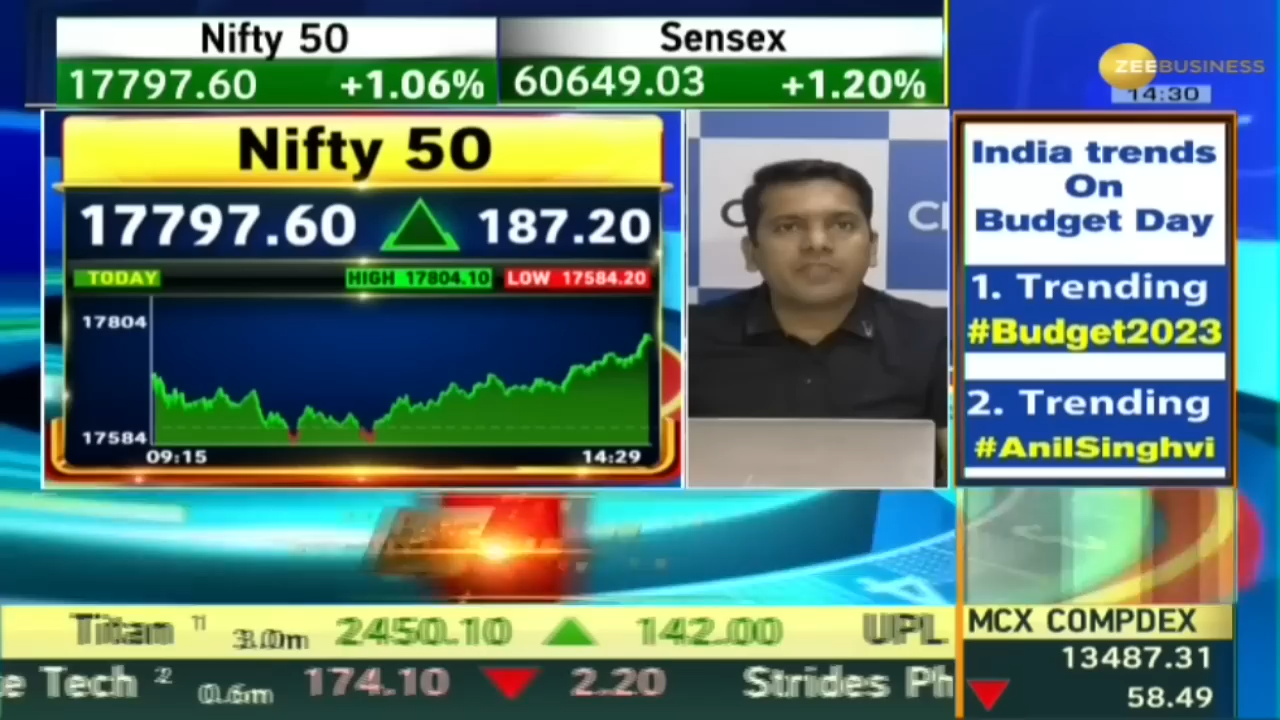 Nifty 50
17797.60 +1.06%
Sensex
60649.03 +1.20%
ZEEBUSINESS
14:30
Nifty 50
17797.60 187.20
TODAY HIGH 17804.10 LOW 17584.20
17804
17584
09:15 14:29
India trends
On
Budget Day
1. Trending
#Budget2023
2. Trending
#AnilSinghvi
Titan 2450.10 142.00 UPL
e Tech 0.6m 174.10 2.20 Strides Ph
MCX COMPDEX
13487.31
58.49